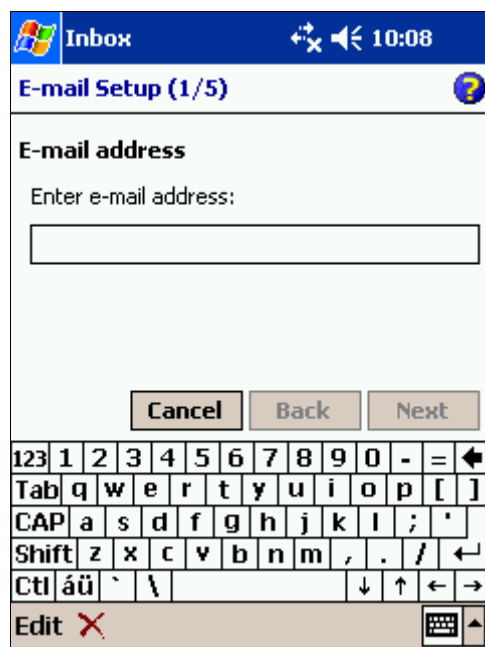 Inbox 10:08
E-mail Setup (1/5)
E-mail address
Enter e-mail address:
Cancel Back Next
123 1 2 3 4 5 6 7 8 9 0 - =
Tab q w e r t y u i o p [ ]
CAP a s d f g h j k l ; '
Shift z x c v b n m , . /
Ctl áü ` \
Edit